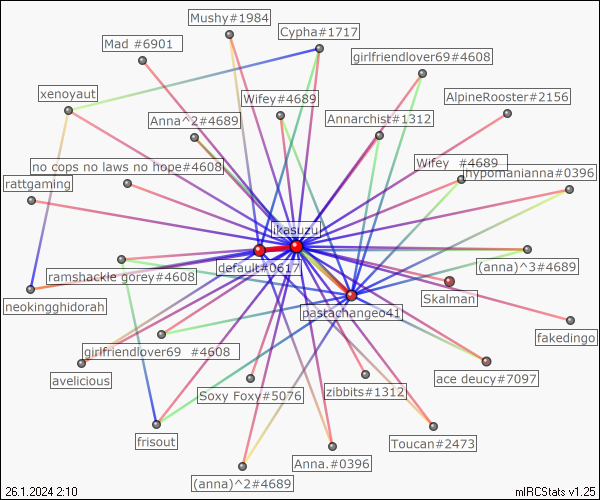 Mushy#1984
Cypha#1717
Mad #6901
girlfriendlover69#4608
xenoyaut
Wifey#4689
AlpineRooster#2156
Anna^2#4689
Annarchist#1312
no cops no laws no hope#4608
Wifey #4689
hypomanianna#0396
rattgaming
ikasuzu
default#0617
(anna)^3#4689
ramshackle gorey#4608
Skalman
neokingghidorah
pastachangeo41
fakedingo
girlfriendlover69 #4608
avelicious
ace deucy#7097
Soxy Foxy#5076
zibbits#1312
frisout
Toucan#2473
Anna.#0396
(anna)^2#4689
26.1.2024 2:10
mIRCStats v1.25